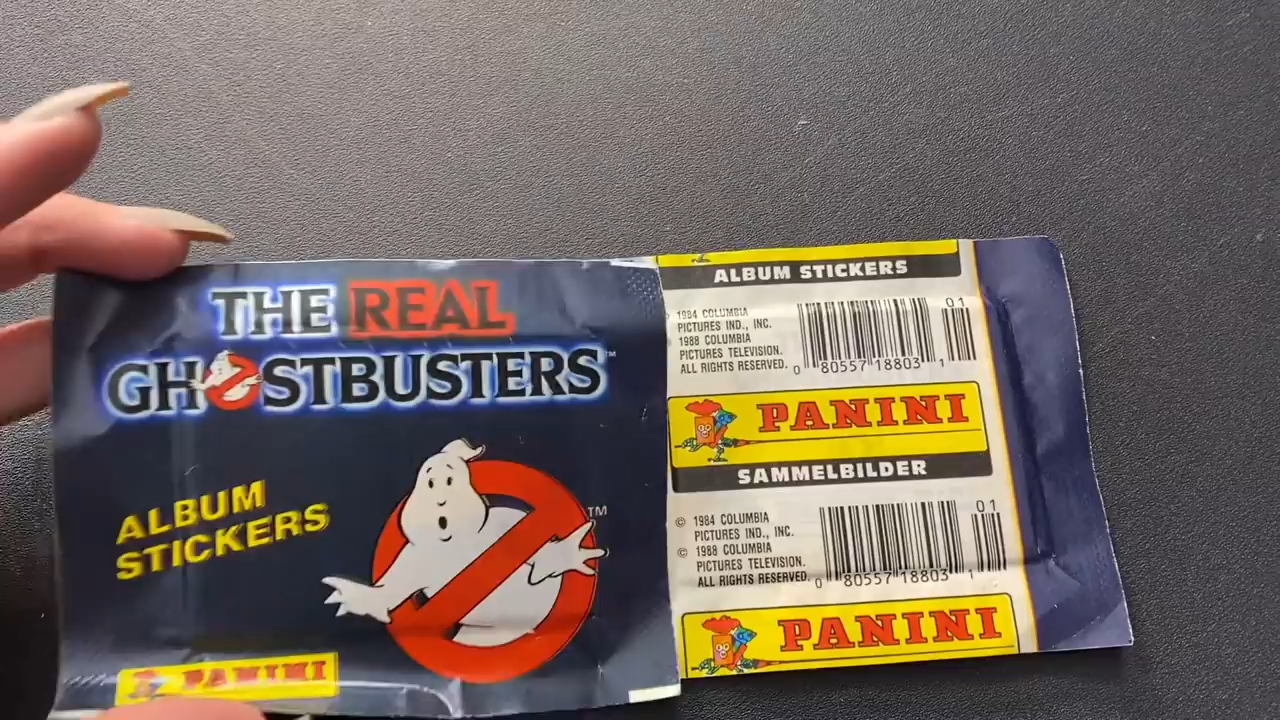 THE REAL
GHOSTBUSTERS™
ALBUM
STICKERS
TM
PANINI
ALBUM STICKERS
1984 COLUMBIA
PICTURES IND., INC.
1988 COLUMBIA
PICTURES TELEVISION.
ALL RIGHTS RESERVED.
01
0 80557 18803 1
PANINI
SAMMELBILDER
© 1984 COLUMBIA
PICTURES IND., INC.
© 1988 COLUMBIA
PICTURES TELEVISION.
ALL RIGHTS RESERVED.
01
0 80557 18803 1
PANINI